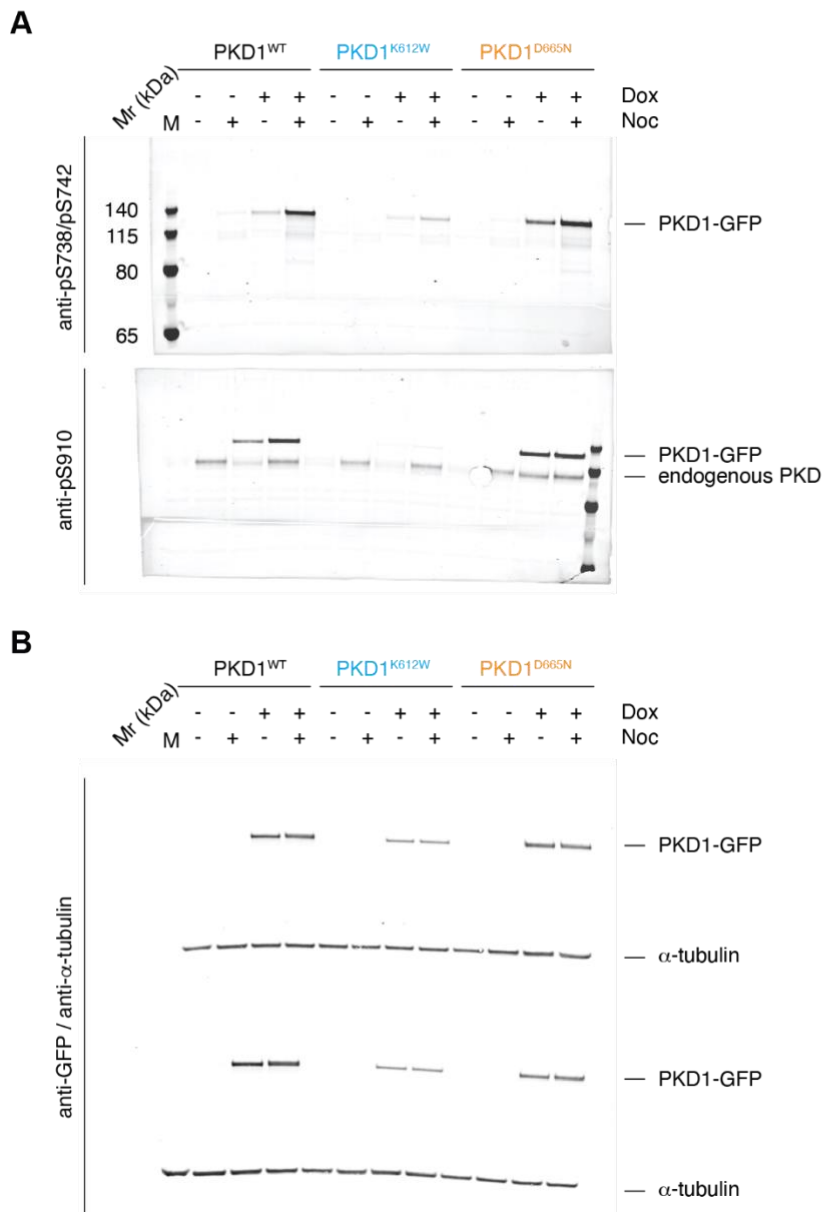 A
PKD1WT PKD1K612W PKD1D665N
Mr (kDa)
- - + + - - + + - - + + Dox
M - + - + - + - + - + - + Noc
anti-pS738/pS742
140
115
80
65
PKD1-GFP
anti-pS910
PKD1-GFP
endogenous PKD
B
PKD1WT PKD1K612W PKD1D665N
Mr (kDa)
- - + + - - + + - - + + Dox
M - + - + - + - + - + - + Noc
anti-GFP / anti-α-tubulin
PKD1-GFP
α-tubulin
PKD1-GFP
α-tubulin